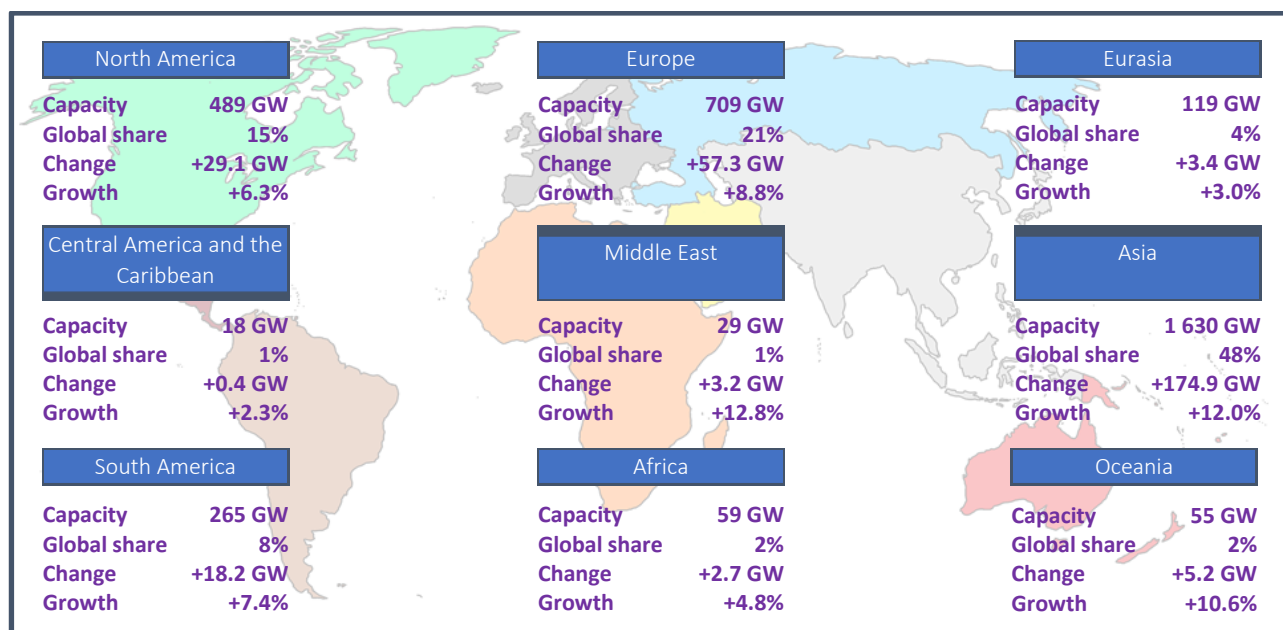 North America
Capacity 489 GW
Global share 15%
Change +29.1 GW
Growth +6.3%
Europe
Capacity 709 GW
Global share 21%
Change +57.3 GW
Growth +8.8%
Eurasia
Capacity 119 GW
Global share 4%
Change +3.4 GW
Growth +3.0%
Central America and the
Caribbean
Capacity 18 GW
Global share 1%
Change +0.4 GW
Growth +2.3%
Middle East
Capacity 29 GW
Global share 1%
Change +3.2 GW
Growth +12.8%
Asia
Capacity 1 630 GW
Global share 48%
Change +174.9 GW
Growth +12.0%
South America
Capacity 265 GW
Global share 8%
Change +18.2 GW
Growth +7.4%
Africa
Capacity 59 GW
Global share 2%
Change +2.7 GW
Growth +4.8%
Oceania
Capacity 55 GW
Global share 2%
Change +5.2 GW
Growth +10.6%